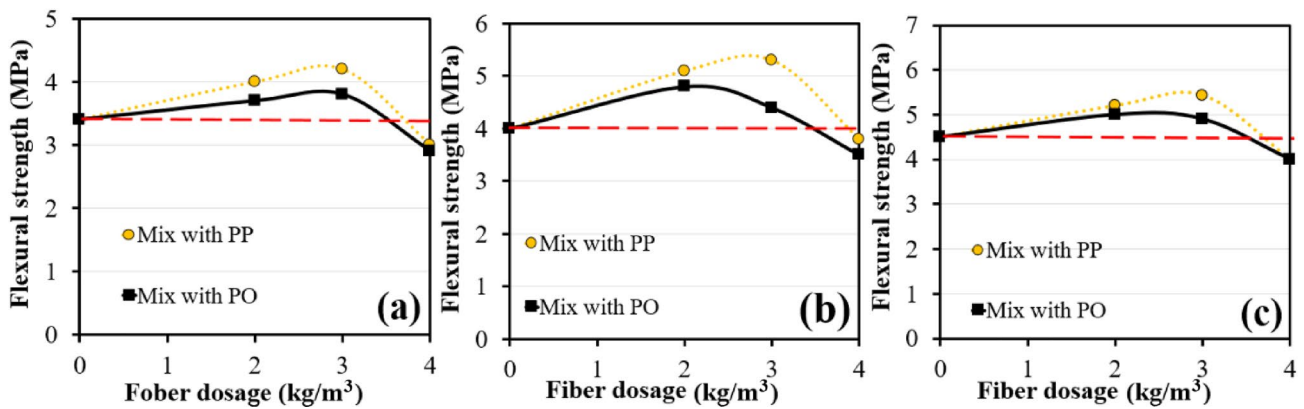 Flexural strength (MPa)
5
4
3
2
1
0
Mix with PP
Mix with PO
(a)
0 1 2 3 4
Fober dosage (kg/m³)
Flexural strength (MPa)
6
5
4
3
2
1
0
Mix with PP
Mix with PO
(b)
0 1 2 3 4
Fiber dosage (kg/m³)
Flexural strength (MPa)
7
6
5
4
3
2
1
0
Mix with PP
Mix with PO
(c)
0 1 2 3 4
Fiber dosage (kg/m³)